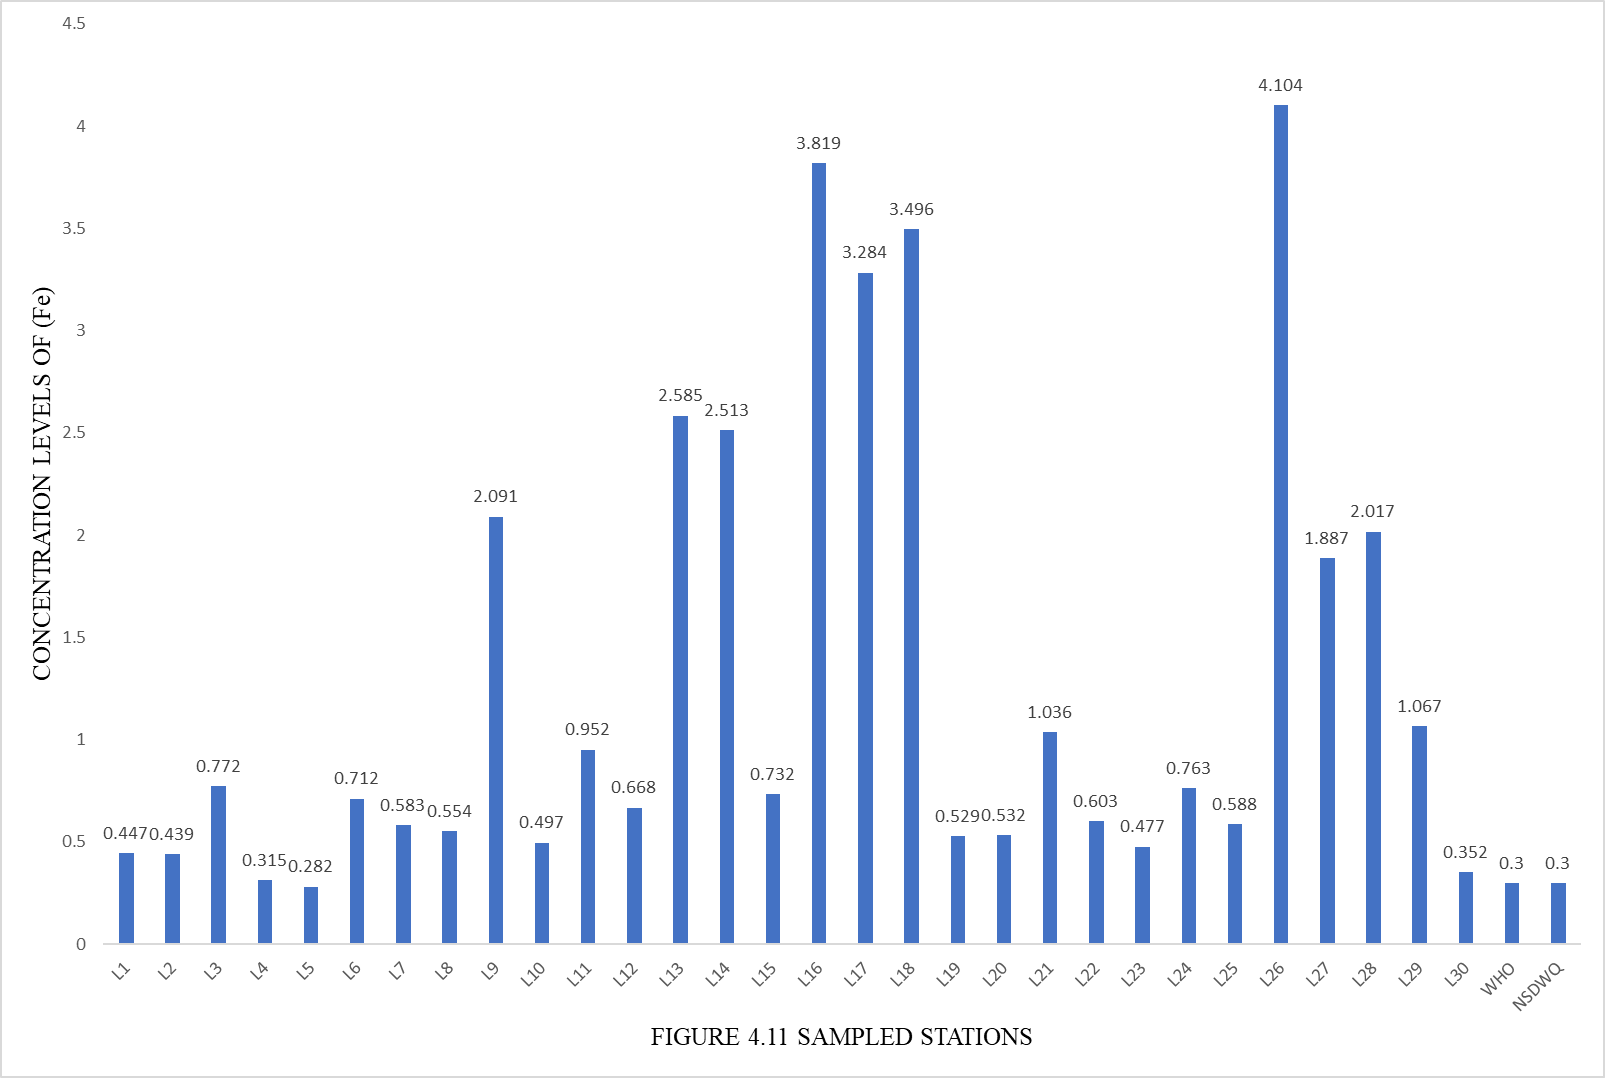 4.5
4
3.5
3
2.5
2
1.5
1
0.5
0
CONCENTRATION LEVELS OF (Fe)
0.447
0.439
0.772
0.315
0.282
0.712
0.583
0.554
2.091
0.497
0.952
0.668
2.585
2.513
0.732
3.819
3.284
3.496
0.529
0.532
1.036
0.603
0.477
0.763
0.588
4.104
1.887
2.017
1.067
0.352
0.3
0.3
L1
L2
L3
L4
L5
L6
L7
L8
L9
L10
L11
L12
L13
L14
L15
L16
L17
L18
L19
L20
L21
L22
L23
L24
L25
L26
L27
L28
L29
L30
WHO
NSDWQ
FIGURE 4.11 SAMPLED STATIONS